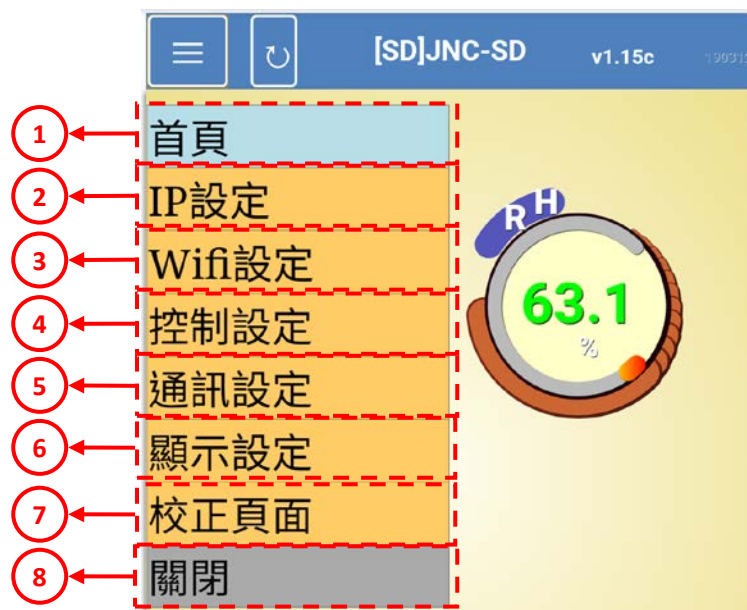 [SD]JNC-SD v1.15c
1 首頁
2 IP設定
3 Wifi設定
4 控制設定
5 通訊設定
6 顯示設定
7 校正頁面
8 關閉
RH
63.1
%